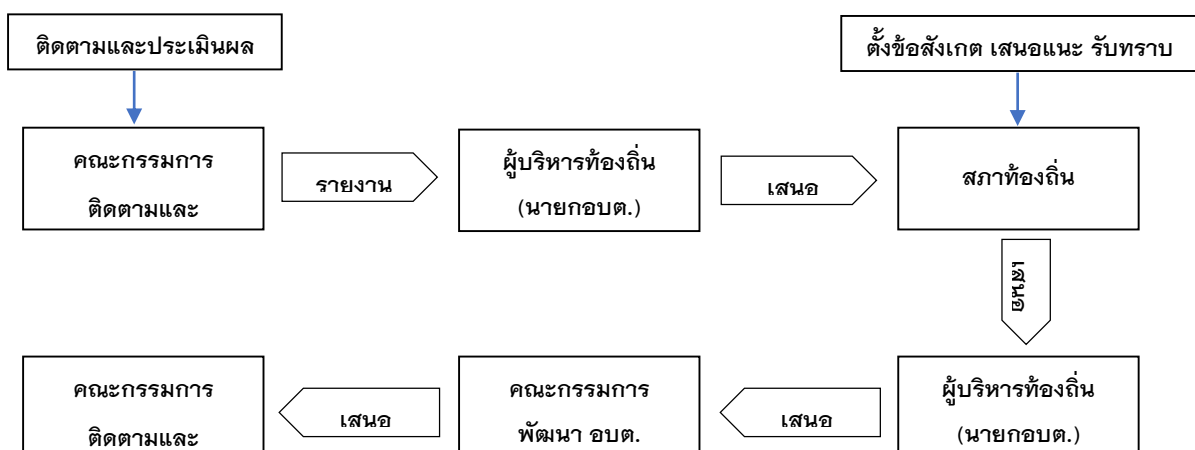 ติดตามและประเมินผล
ตั้งข้อสังเกต เสนอแนะ รับทราบ
คณะกรรมการ
ติดตามและ
รายงาน
ผู้บริหารท้องถิ่น
(นายกอบต.)
เสนอ
สภาท้องถิ่น
เสนอ
ผู้บริหารท้องถิ่น
(นายกอบต.)
เสนอ
คณะกรรมการ
พัฒนา อบต.
เสนอ
คณะกรรมการ
ติดตามและ